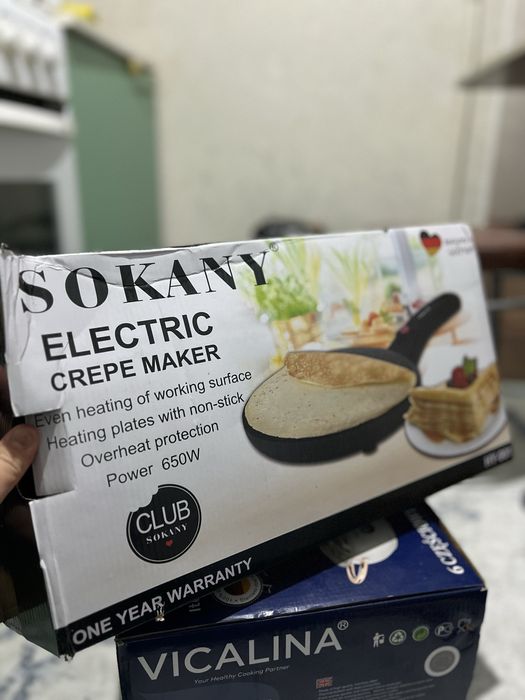 SOKANY®
ELECTRIC
CREPE MAKER
Even heating of working surface
Heating plates with non-stick
Overheat protection
Power 650W
CLUB
SOKANY
ONE YEAR WARRANTY
VICALINA®
Your Healthy Cooking Partner